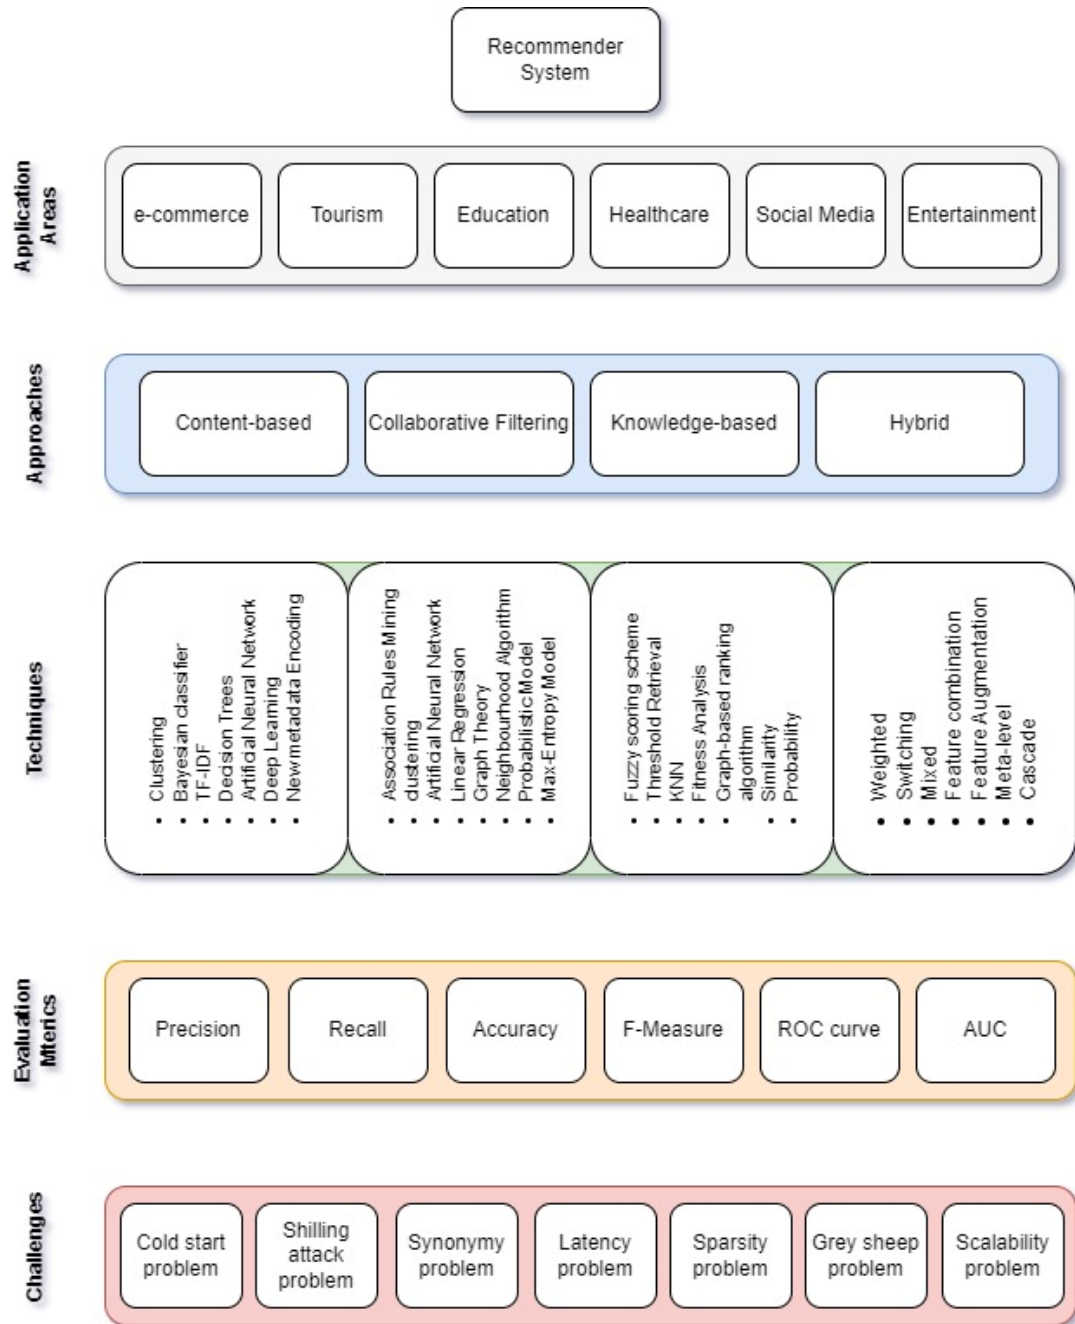 Recommender
System
Application
Areas
e-commerce
Tourism
Education
Healthcare
Social Media
Entertainment
Approaches
Content-based
Collaborative Filtering
Knowledge-based
Hybrid
Techniques
• Clustering
• Bayesian classifier
• TF-IDF
• Decision Trees
• Artificial Neural Network
• Deep Learning
• New metadata Encoding
• Association Rules Mining
• clustering
• Artificial Neural Network
• Linear Regression
• Graph Theory
• Neighbourhood Algorithm
• Probabilistic Model
• Max-Entropy Model
• Fuzzy scoring scheme
• Threshold Retrieval
• KNN
• Fitness Analysis
• Graph-based ranking
algorithm
• Similarity
• Probability
• Weighted
• Switching
• Mixed
• Feature combination
• Feature Augmentation
• Meta-level
• Cascade
Evaluation
Mterics
Precision
Recall
Accuracy
F-Measure
ROC curve
AUC
Challenges
Cold start
problem
Shilling
attack
problem
Synonymy
problem
Latency
problem
Sparsity
problem
Grey sheep
problem
Scalability
problem